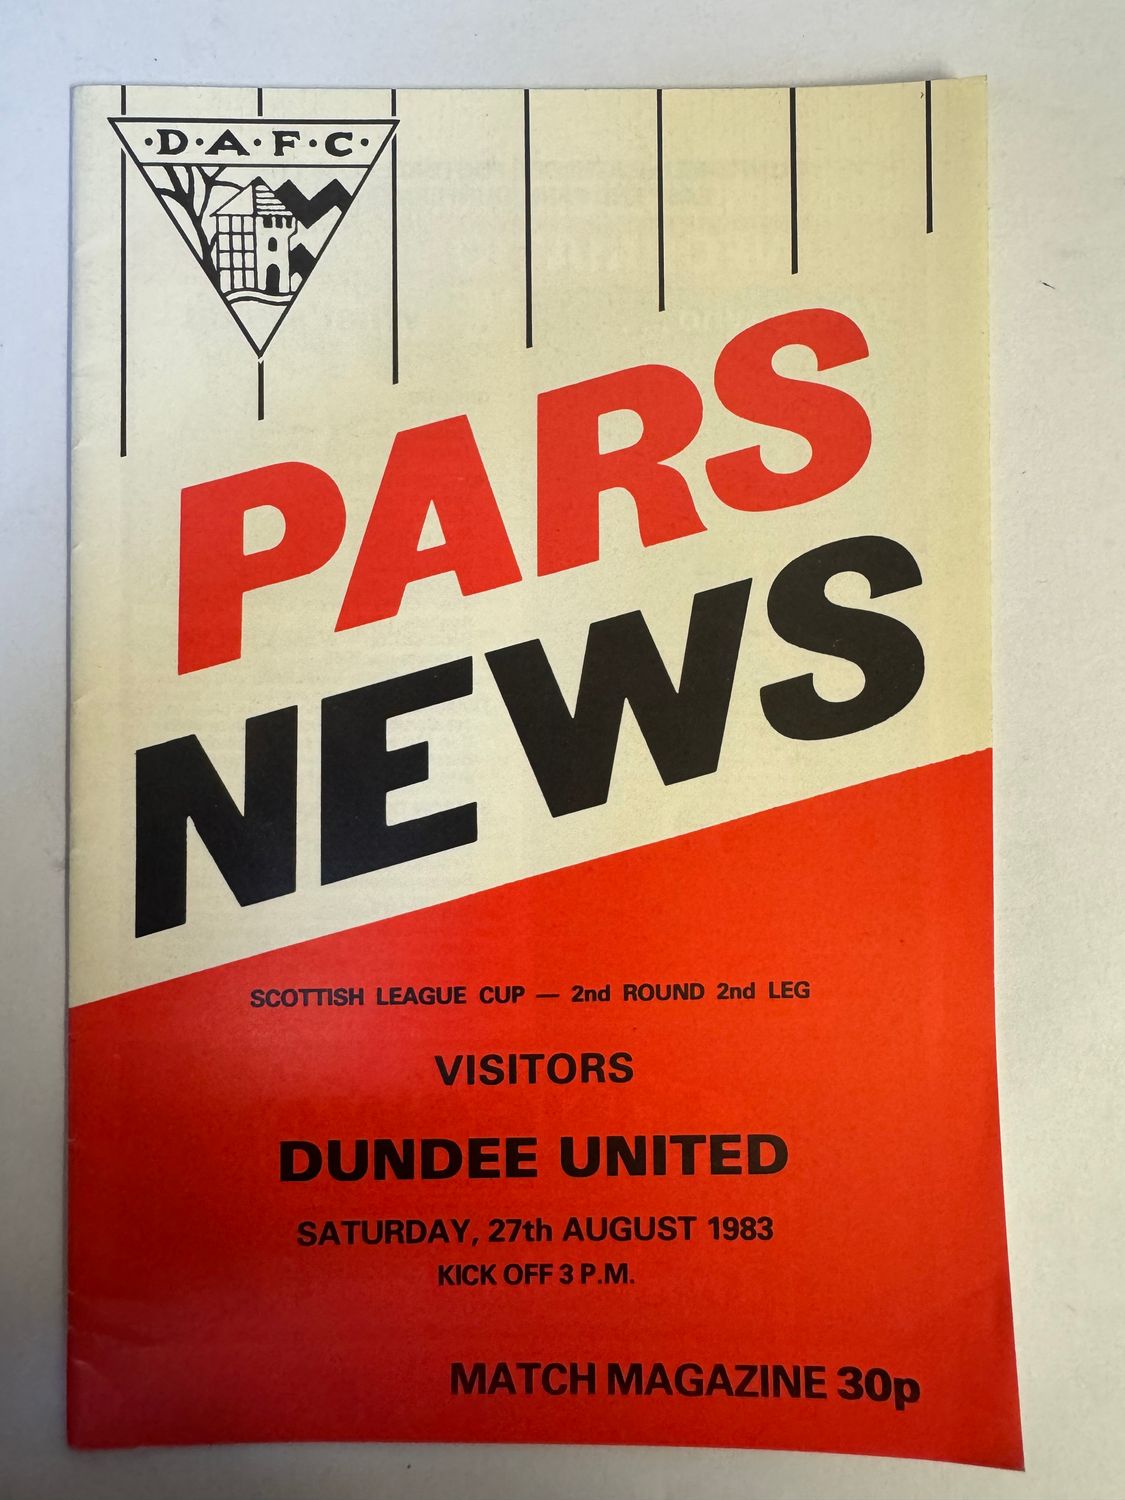 ·D·A·F·C·
PARS
NEWS
SCOTTISH LEAGUE CUP — 2nd ROUND 2nd LEG
VISITORS
DUNDEE UNITED
SATURDAY, 27th AUGUST 1983
KICK OFF 3 P.M.
MATCH MAGAZINE 30p